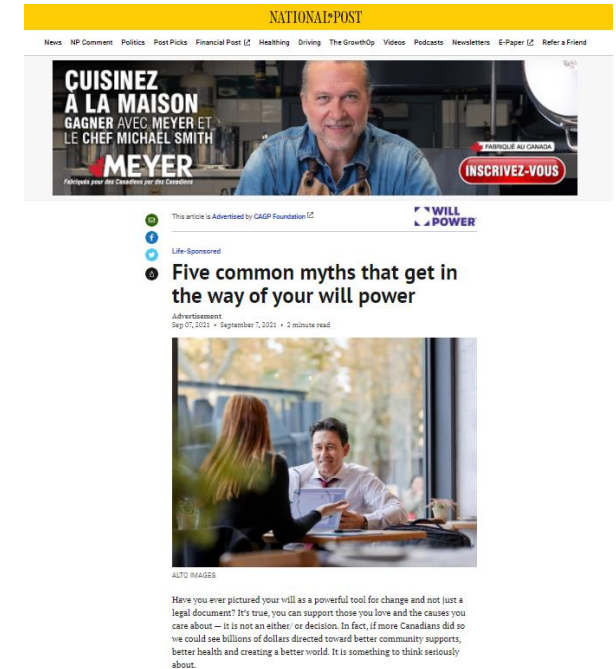 NATIONAL POST
News NP Comment Politics Post Picks Financial Post Healthing Driving The GrowthOp Videos Podcasts Newsletters E-Paper Refer a Friend
CUISINEZ
À LA MAISON
GAGNER AVEC MEYER ET
LE CHEF MICHAEL SMITH
MEYER
Fabriqués pour des Canadiens par des Canadiens
FABRIQUÉ AU CANADA
INSCRIVEZ-VOUS
This article is Advertised by CAGP Foundation
WILL
POWER
Life-Sponsored
Five common myths that get in
the way of your will power
Advertisement
Sep 07, 2021 • September 7, 2021 • 2 minute read
ALTO IMAGES
Have you ever pictured your will as a powerful tool for change and not just a
legal document? It's true, you can support those you love and the causes you
care about — it is not an either/ or decision. In fact, if more Canadians did so
we could see billions of dollars directed toward better community supports,
better health and creating a better world. It is something to think seriously
about.